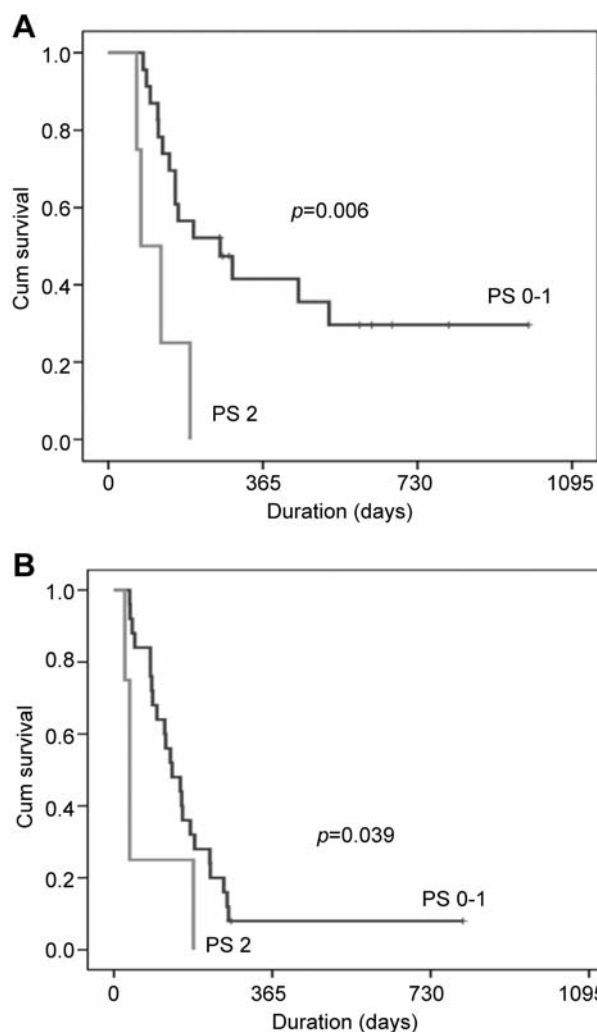 A
1.0
0.8
0.6
0.4
0.2
0.0
Cum survival
p=0.006
PS 0-1
PS 2
0 365 730 1095
Duration (days)
B
1.0
0.8
0.6
0.4
0.2
0.0
Cum survival
p=0.039
PS 0-1
PS 2
0 365 730 1095
Duration (days)